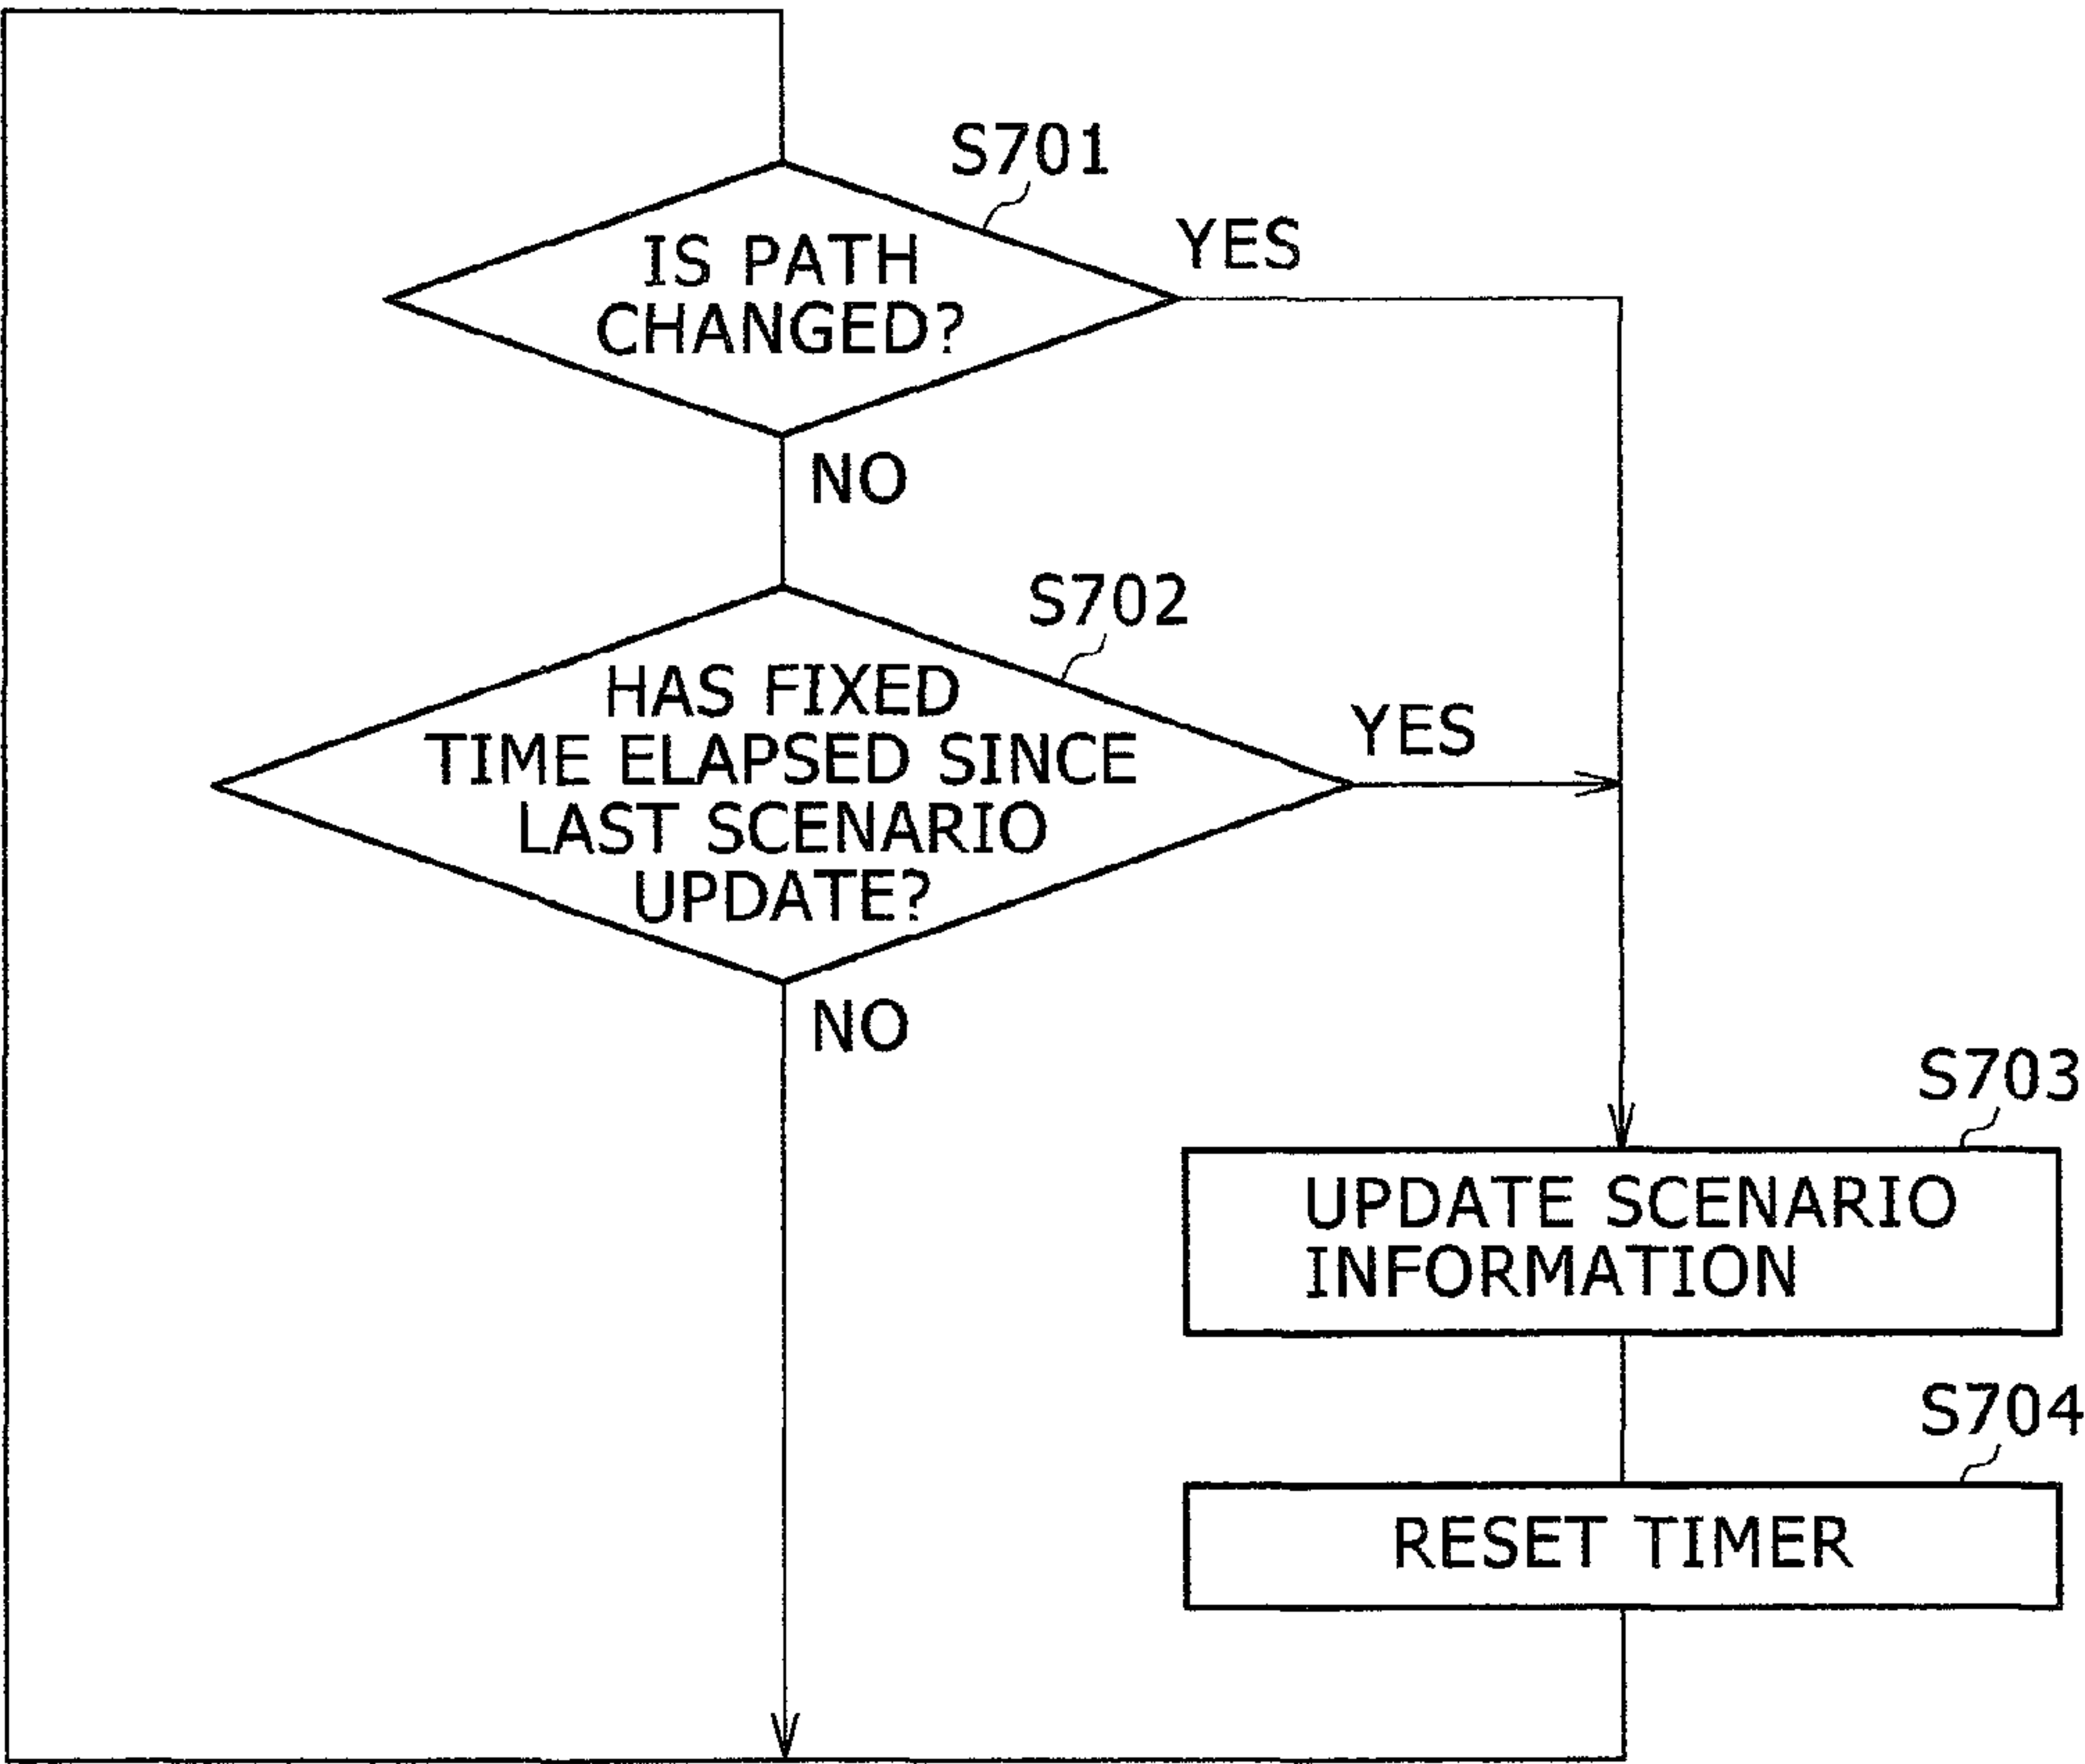 S701
IS PATH
CHANGED?
YES
NO
S702
HAS FIXED
TIME ELAPSED SINCE
LAST SCENARIO
UPDATE?
YES
NO
S703
UPDATE SCENARIO
INFORMATION
S704
RESET TIMER